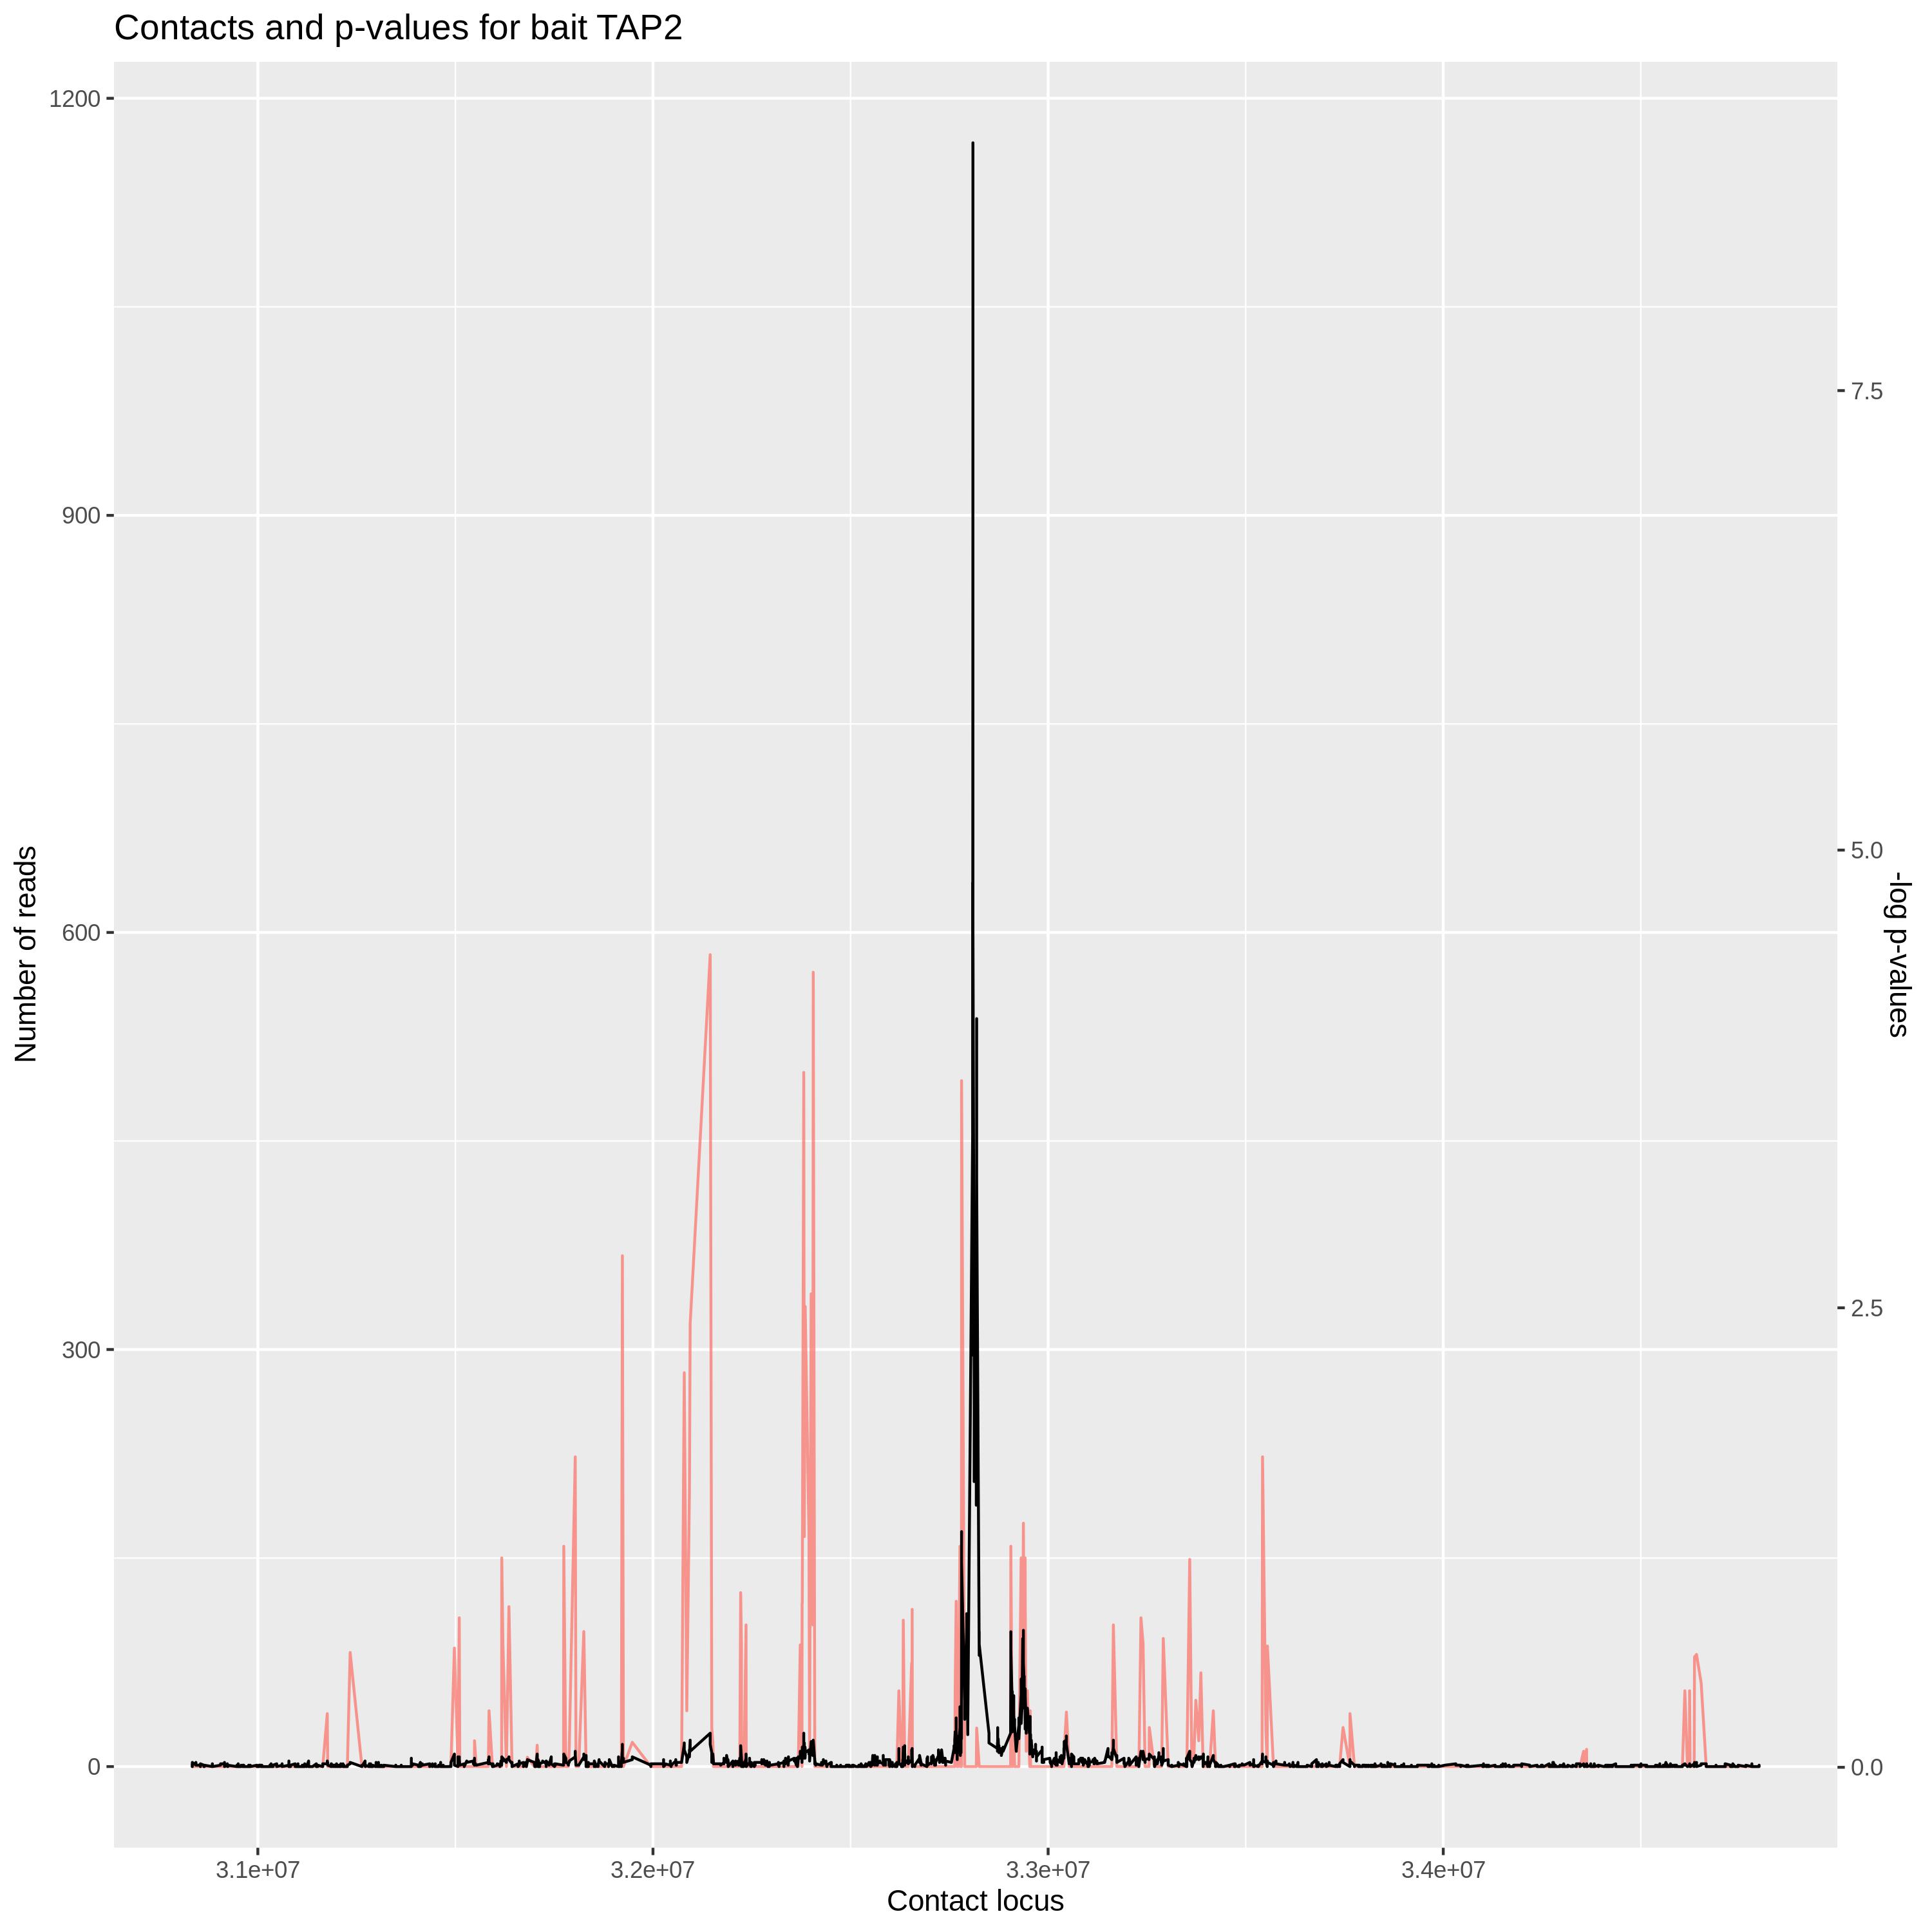 Contacts and p-values for bait TAP2
1200
900
600
300
0
Number of reads
7.5
5.0
2.5
0.0
-log p-values
3.1e+07
3.2e+07
3.3e+07
3.4e+07
Contact locus